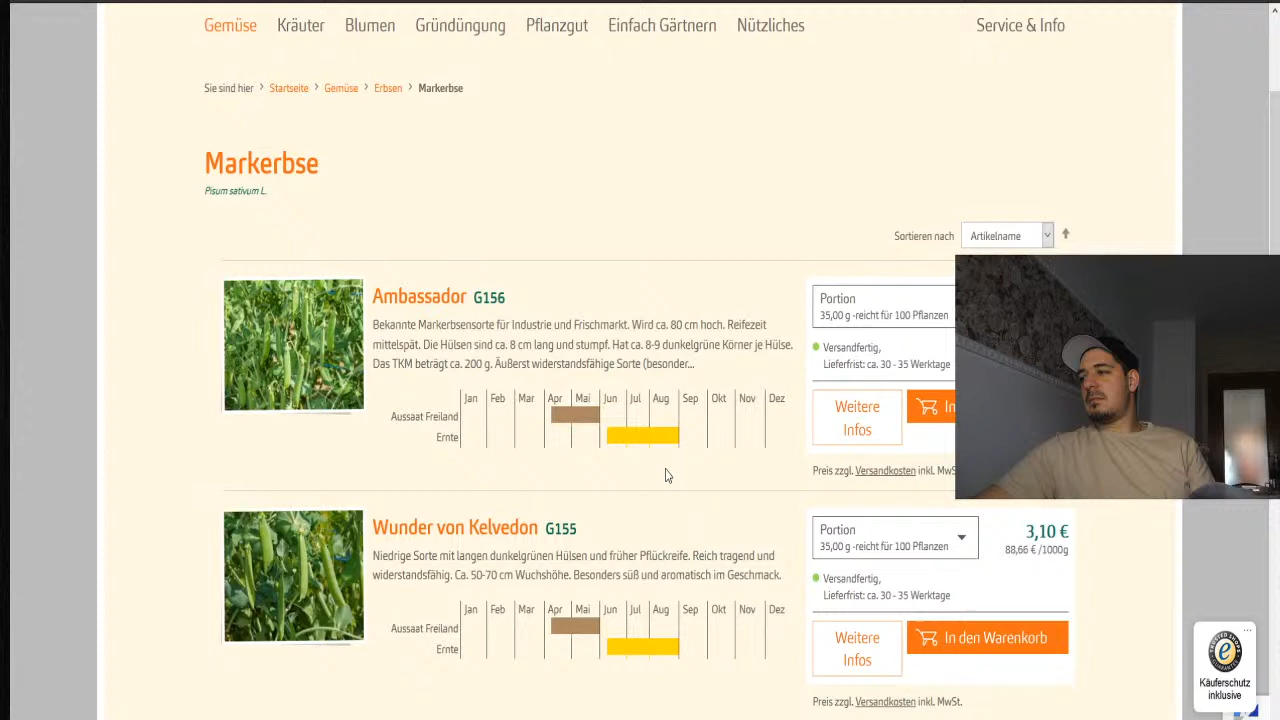 Gemüse Kräuter Blumen Gründüngung Pflanzgut Einfach Gärtnern Nützliches Service & Info
Sie sind hier › Startseite › Gemüse › Erbsen › Markerbse
Markerbse
Pisum sativum L.
Sortieren nach Artikelname
Ambassador G156
Bekannte Markerbsensorte für Industrie und Frischmarkt. Wird ca. 80 cm hoch. Reifezeit
mittelspät. Die Hülsen sind ca. 8 cm lang und stumpf. Hat ca. 8-9 dunkelgrüne Körner je Hülse.
Das TKM beträgt ca. 200 g. Äußerst widerstandsfähige Sorte (besonder...
Jan Feb Mar Apr Mai Jun Jul Aug Sep Okt Nov Dez
Aussaat Freiland
Ernte
Portion
35,00 g -reicht für 100 Pflanzen
Versandfertig,
Lieferfrist: ca. 30 - 35 Werktage
Weitere
Infos
In
Preis zzgl. Versandkosten inkl. MwS
Wunder von Kelvedon G155
Niedrige Sorte mit langen dunkelgrünen Hülsen und früher Pflückreife. Reich tragend und
widerstandsfähig. Ca. 50-70 cm Wuchshöhe. Besonders süß und aromatisch im Geschmack.
Jan Feb Mar Apr Mai Jun Jul Aug Sep Okt Nov Dez
Aussaat Freiland
Ernte
Portion
35,00 g -reicht für 100 Pflanzen
3,10 €
88,66 € /1000g
Versandfertig,
Lieferfrist: ca. 30 - 35 Werktage
Weitere
Infos
In den Warenkorb
Preis zzgl. Versandkosten inkl. MwSt.
TRUSTED SHOPS
e
GUARANTEE
Käuferschutz
inklusive